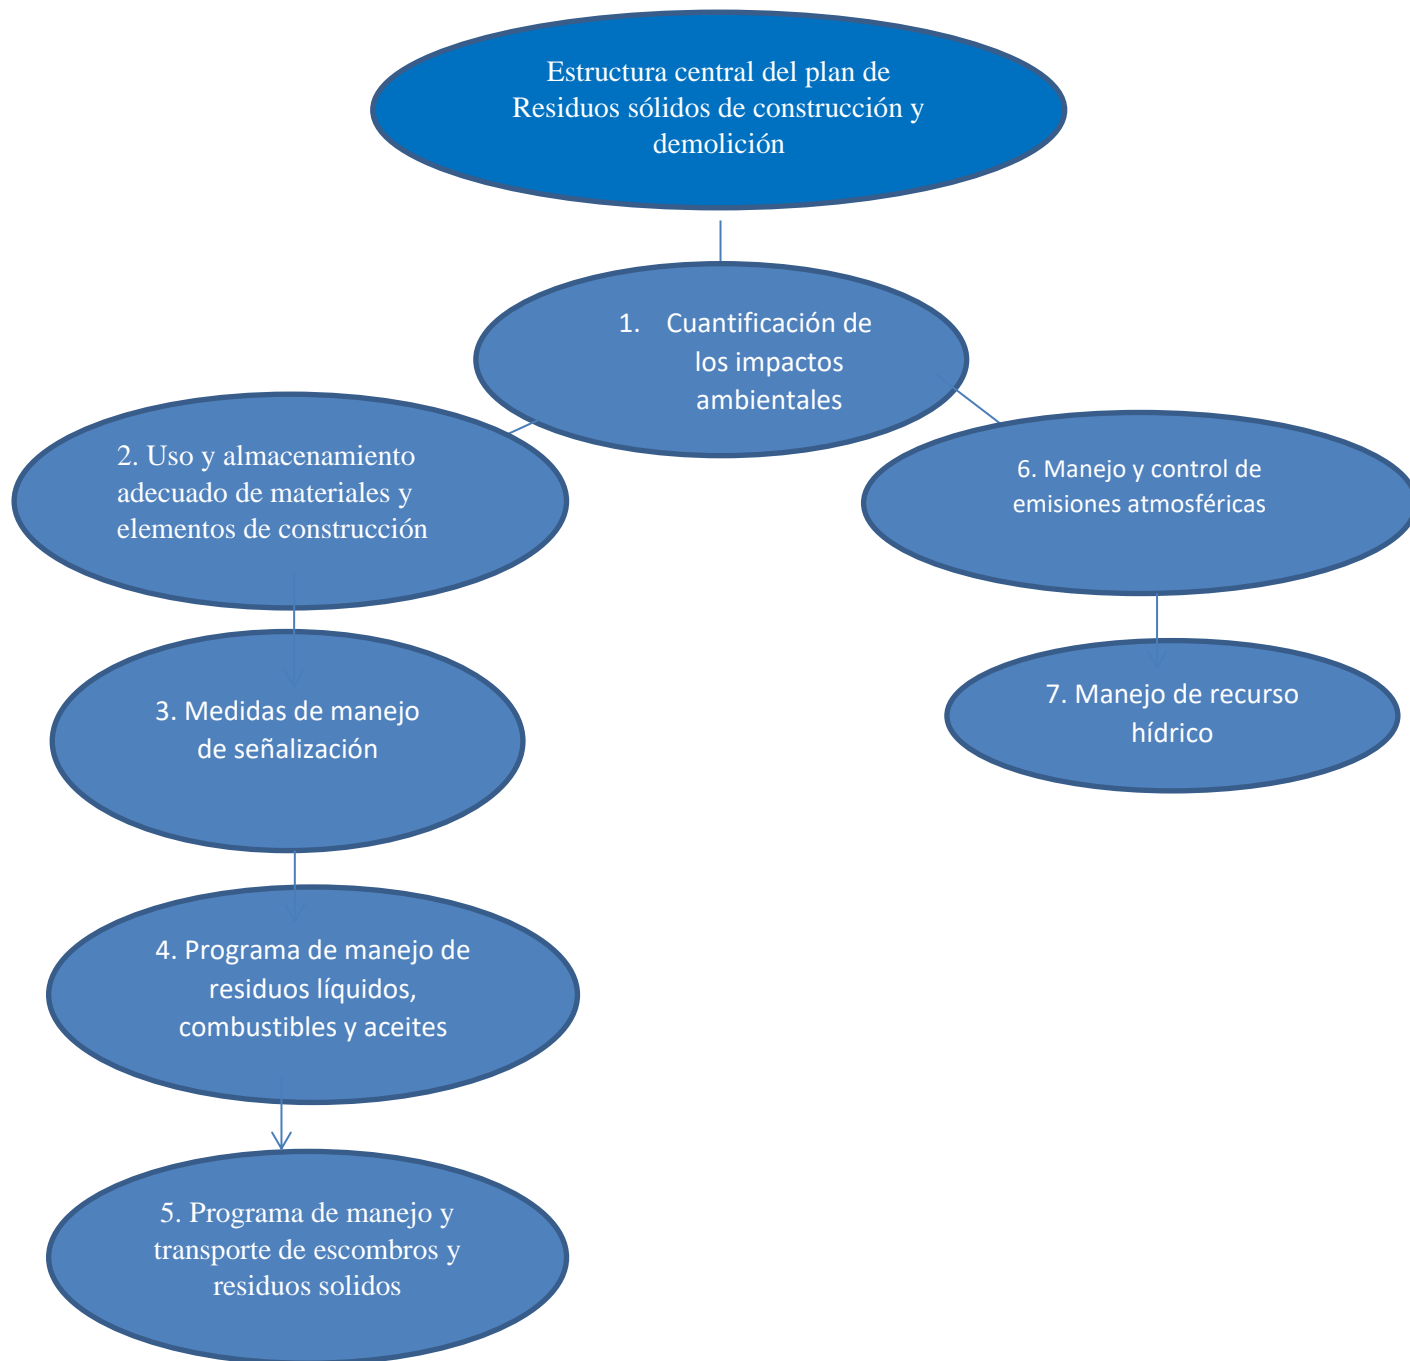 Estructura central del plan de
Residuos sólidos de construcción y
demolición
1. Cuantificación de
los impactos
ambientales
2. Uso y almacenamiento
adecuado de materiales y
elementos de construcción
3. Medidas de manejo
de señalización
4. Programa de manejo de
residuos líquidos,
combustibles y aceites
5. Programa de manejo y
transporte de escombros y
residuos solidos
6. Manejo y control de
emisiones atmosféricas
7. Manejo de recurso
hídrico